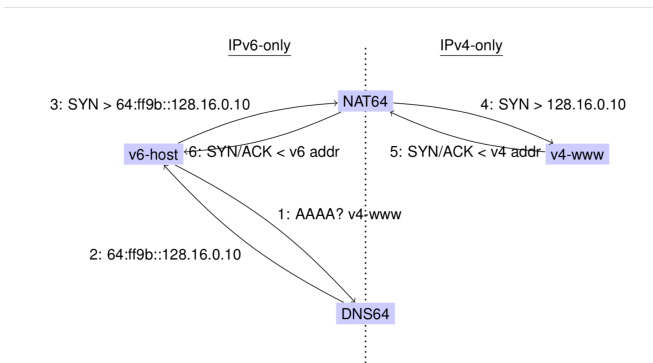 IPv6-only
IPv4-only
NAT64
3: SYN > 64:ff9b::128.16.0.10
4: SYN > 128.16.0.10
v6-host
6: SYN/ACK < v6 addr
5: SYN/ACK < v4 addr
v4-www
1: AAAA? v4-www
2: 64:ff9b::128.16.0.10
DNS64